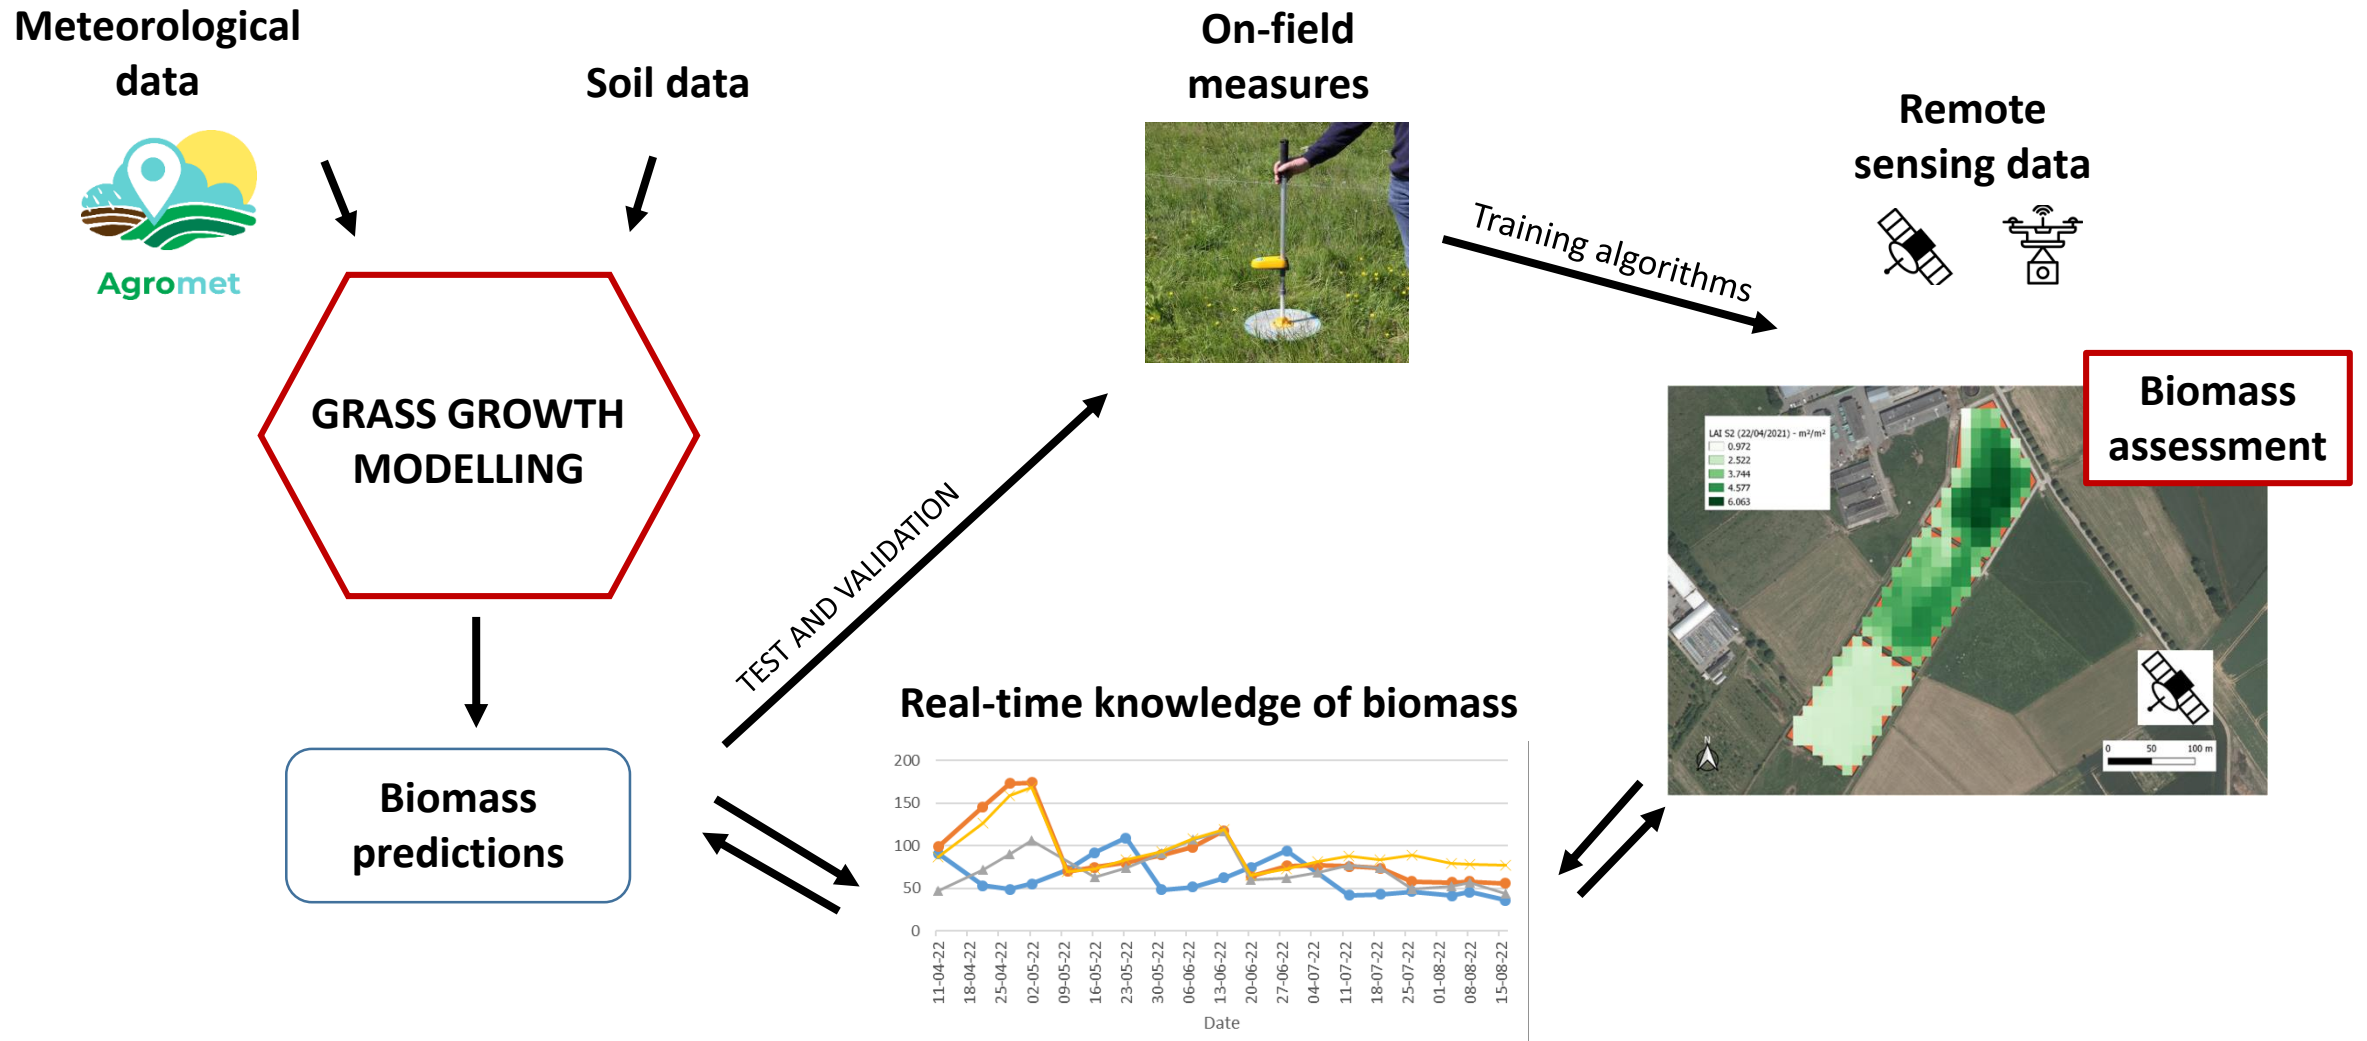 Meteorological
data
Agromet
Soil data
GRASS GROWTH
MODELLING
Biomass
predictions
TEST AND VALIDATION
On-field
measures
Training algorithms
Remote
sensing data
Biomass
assessment
LAI S2 (22/04/2021) - m²/m²
0.972
2.522
3.744
4.577
6.063
N
0 50 100 m
Real-time knowledge of biomass
200
150
100
50
0
11-04-22
18-04-22
25-04-22
02-05-22
09-05-22
16-05-22
23-05-22
30-05-22
06-06-22
13-06-22
20-06-22
27-06-22
04-07-22
11-07-22
18-07-22
25-07-22
01-08-22
08-08-22
15-08-22
Date